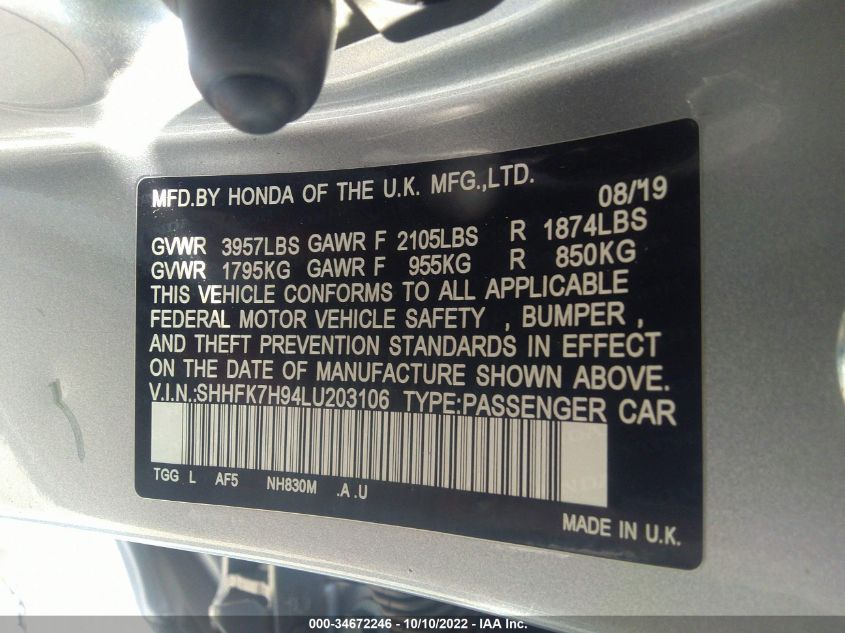 MFD.BY HONDA OF THE U.K. MFG.,LTD. 08/'19
GVWR 3957LBS GAWR F 2105LBS R 1874LBS
GVWR 1795KG GAWR F 955KG R 850KG
THIS VEHICLE CONFORMS TO ALL APPLICABLE
FEDERAL MOTOR VEHICLE SAFETY , BUMPER ,
AND THEFT PREVENTION STANDARDS IN EFFECT
ON THE DATE OF MANUFACTURE SHOWN ABOVE.
V.I.N.:SHHFK7H94LU203106 TYPE:PASSENGER CAR
TGG L AF5 NH830M .A .U
MADE IN U.K.
000-34672246 - 10/10/2022 - IAA Inc.